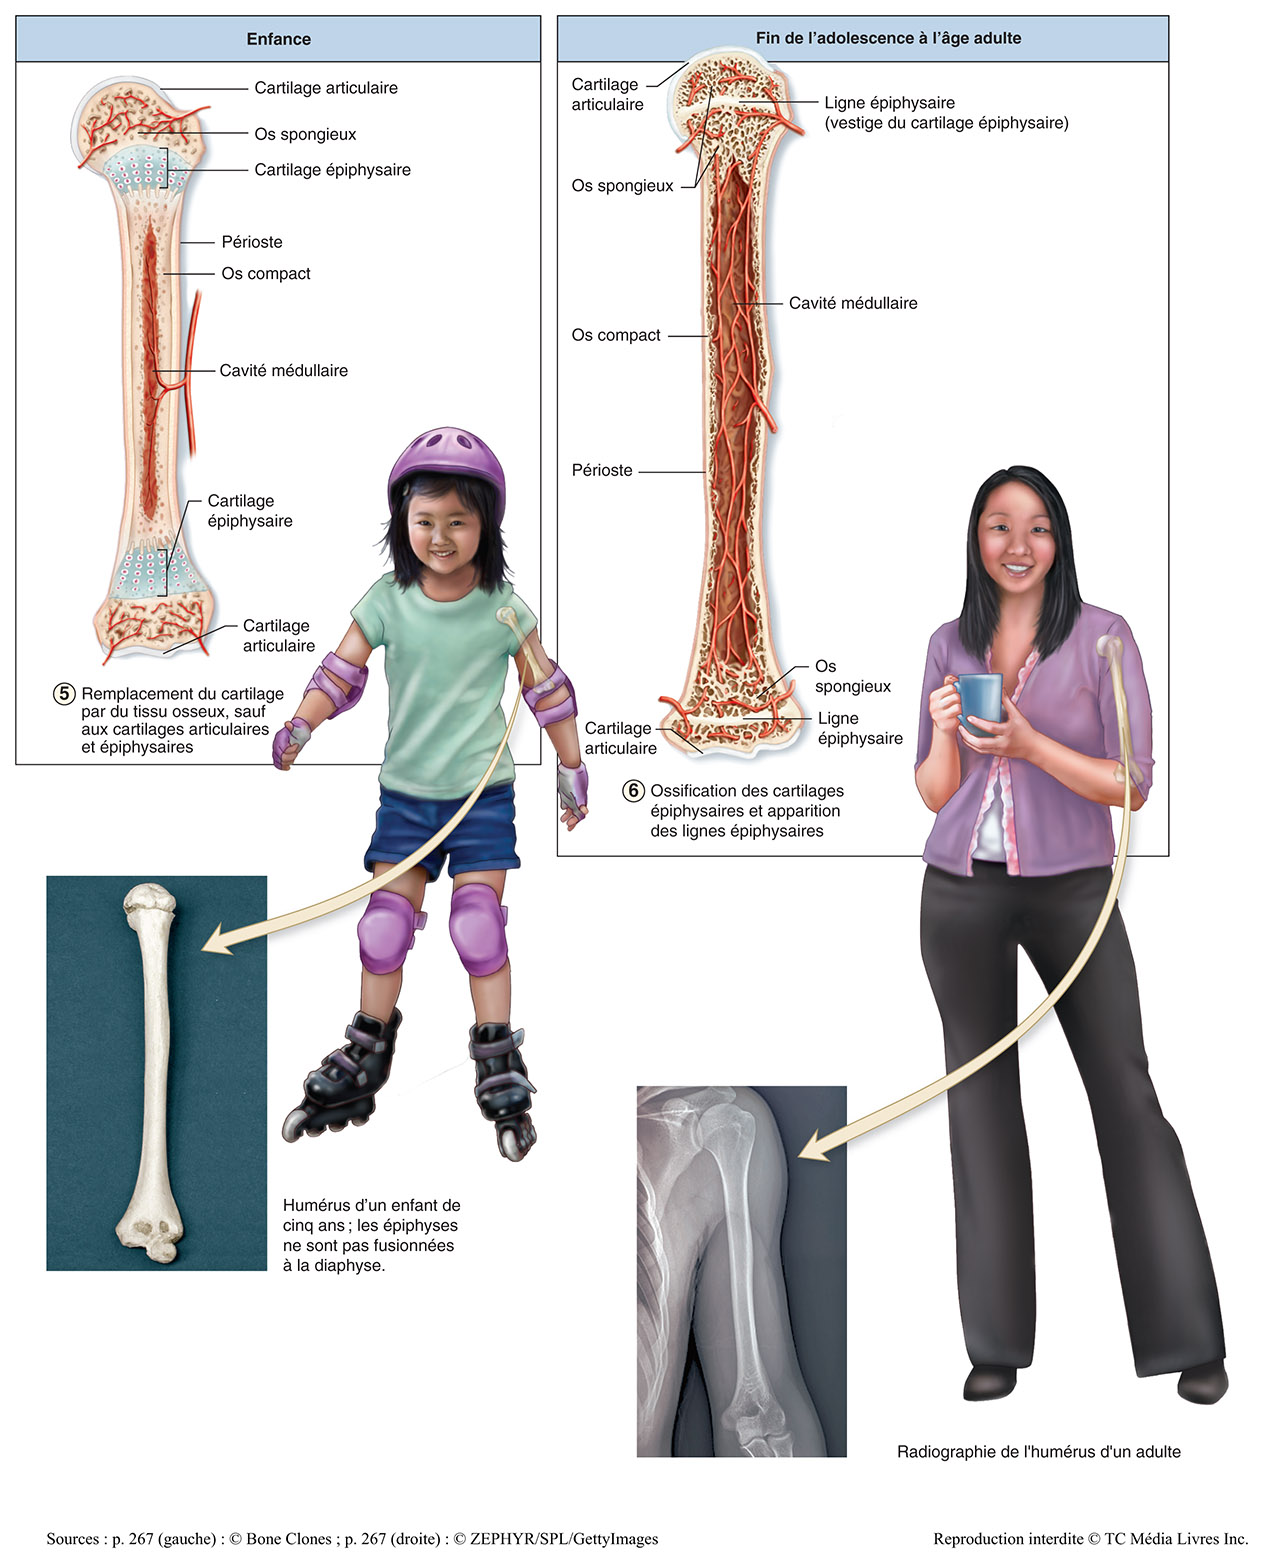 Enfance
Cartilage articulaire
Os spongieux
Cartilage épiphysaire
Périoste
Os compact
Cavité médullaire
Cartilage
épiphysaire
Cartilage
articulaire
5 Remplacement du cartilage
par du tissu osseux, sauf
aux cartilages articulaires
et épiphysaires
Humérus d’un enfant de
cinq ans ; les épiphyses
ne sont pas fusionnées
à la diaphyse.
Fin de l’adolescence à l’âge adulte
Cartilage
articulaire
Ligne épiphysaire
(vestige du cartilage épiphysaire)
Os spongieux
Cavité médullaire
Os compact
Périoste
Os
spongieux
Ligne
épiphysaire
Cartilage
articulaire
6 Ossification des cartilages
épiphysaires et apparition
des lignes épiphysaires
Radiographie de l'humérus d'un adulte
Sources : p. 267 (gauche) : © Bone Clones ; p. 267 (droite) : © ZEPHYR/SPL/GettyImages
Reproduction interdite © TC Média Livres Inc.